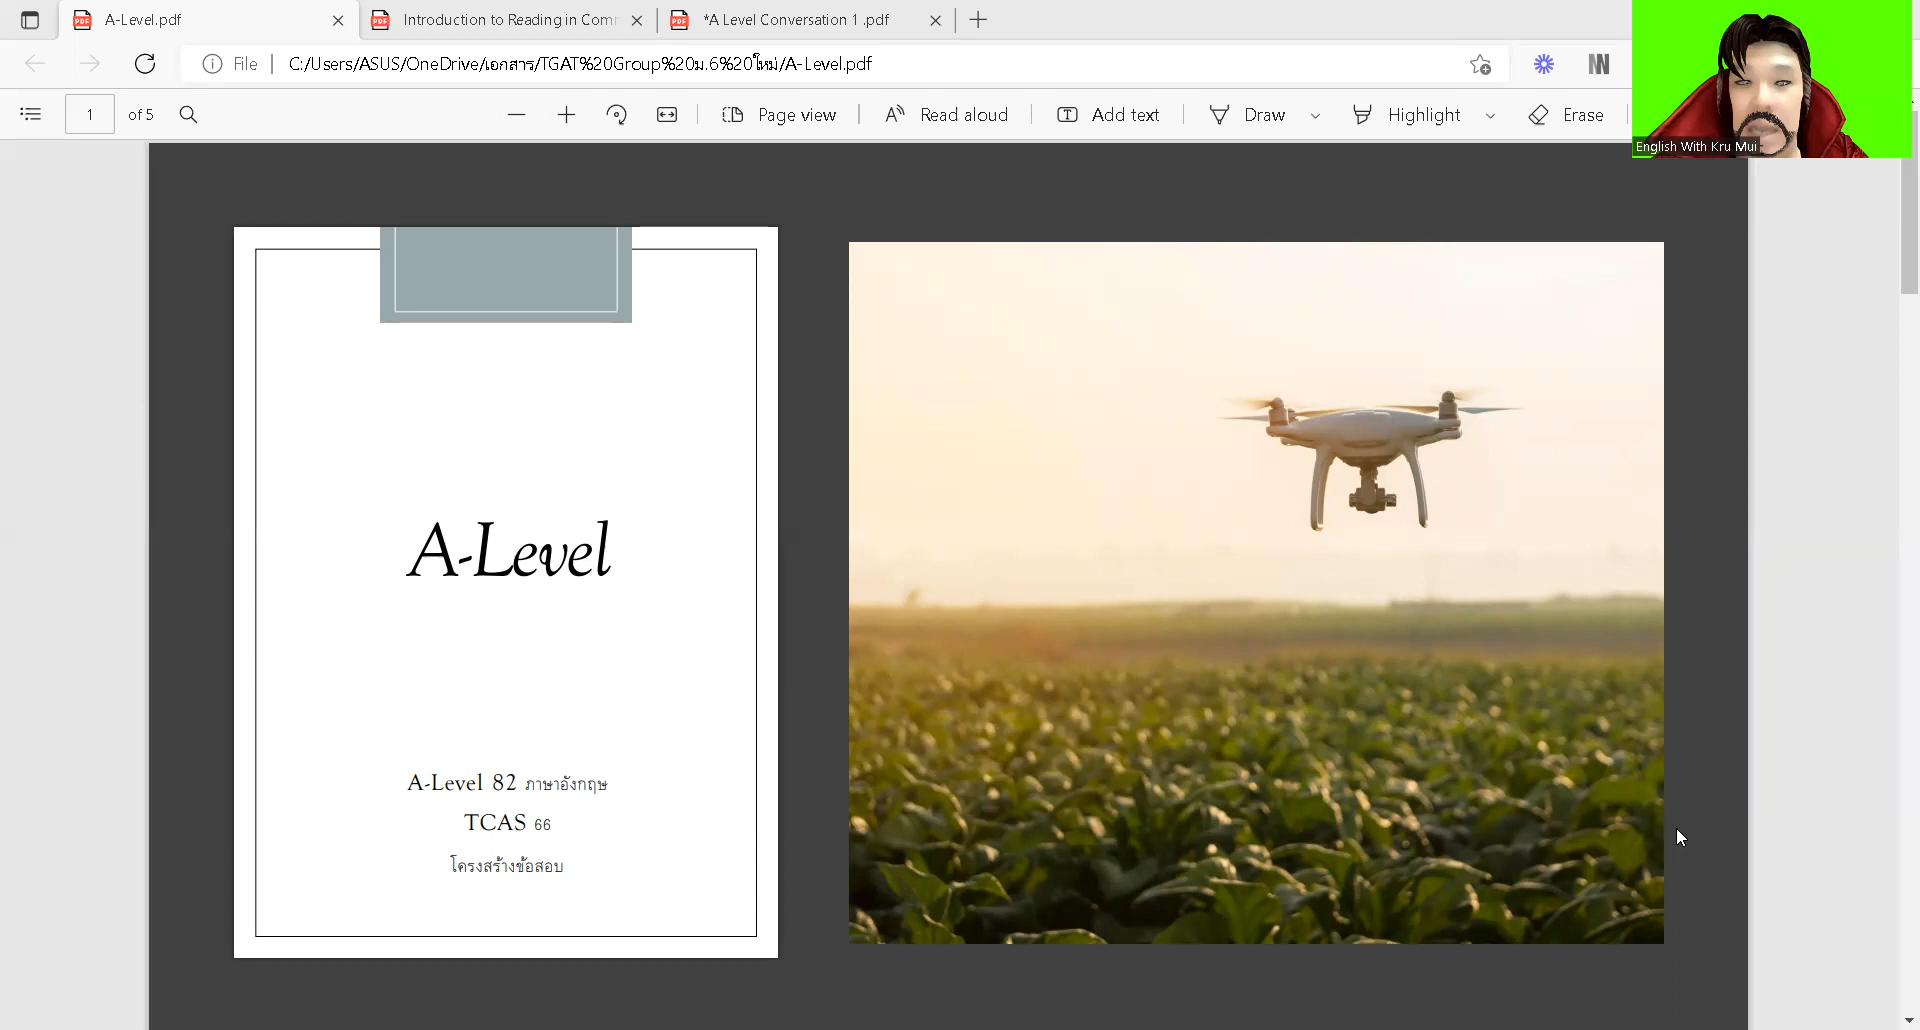 A-Level.pdf
Introduction to Reading in Com
*A Level Conversation 1 .pdf
File
C:/Users/ASUS/OneDrive/เอกสาร/TGAT%20Group%20ม.6%20ใหม่/A-Level.pdf
1 of 5
Page view
Read aloud
Add text
Draw
Highlight
Erase
English With Kru Mui
A-Level
A-Level 82 ภาษาอังกฤษ
TCAS 66
โครงสร้างข้อสอบ